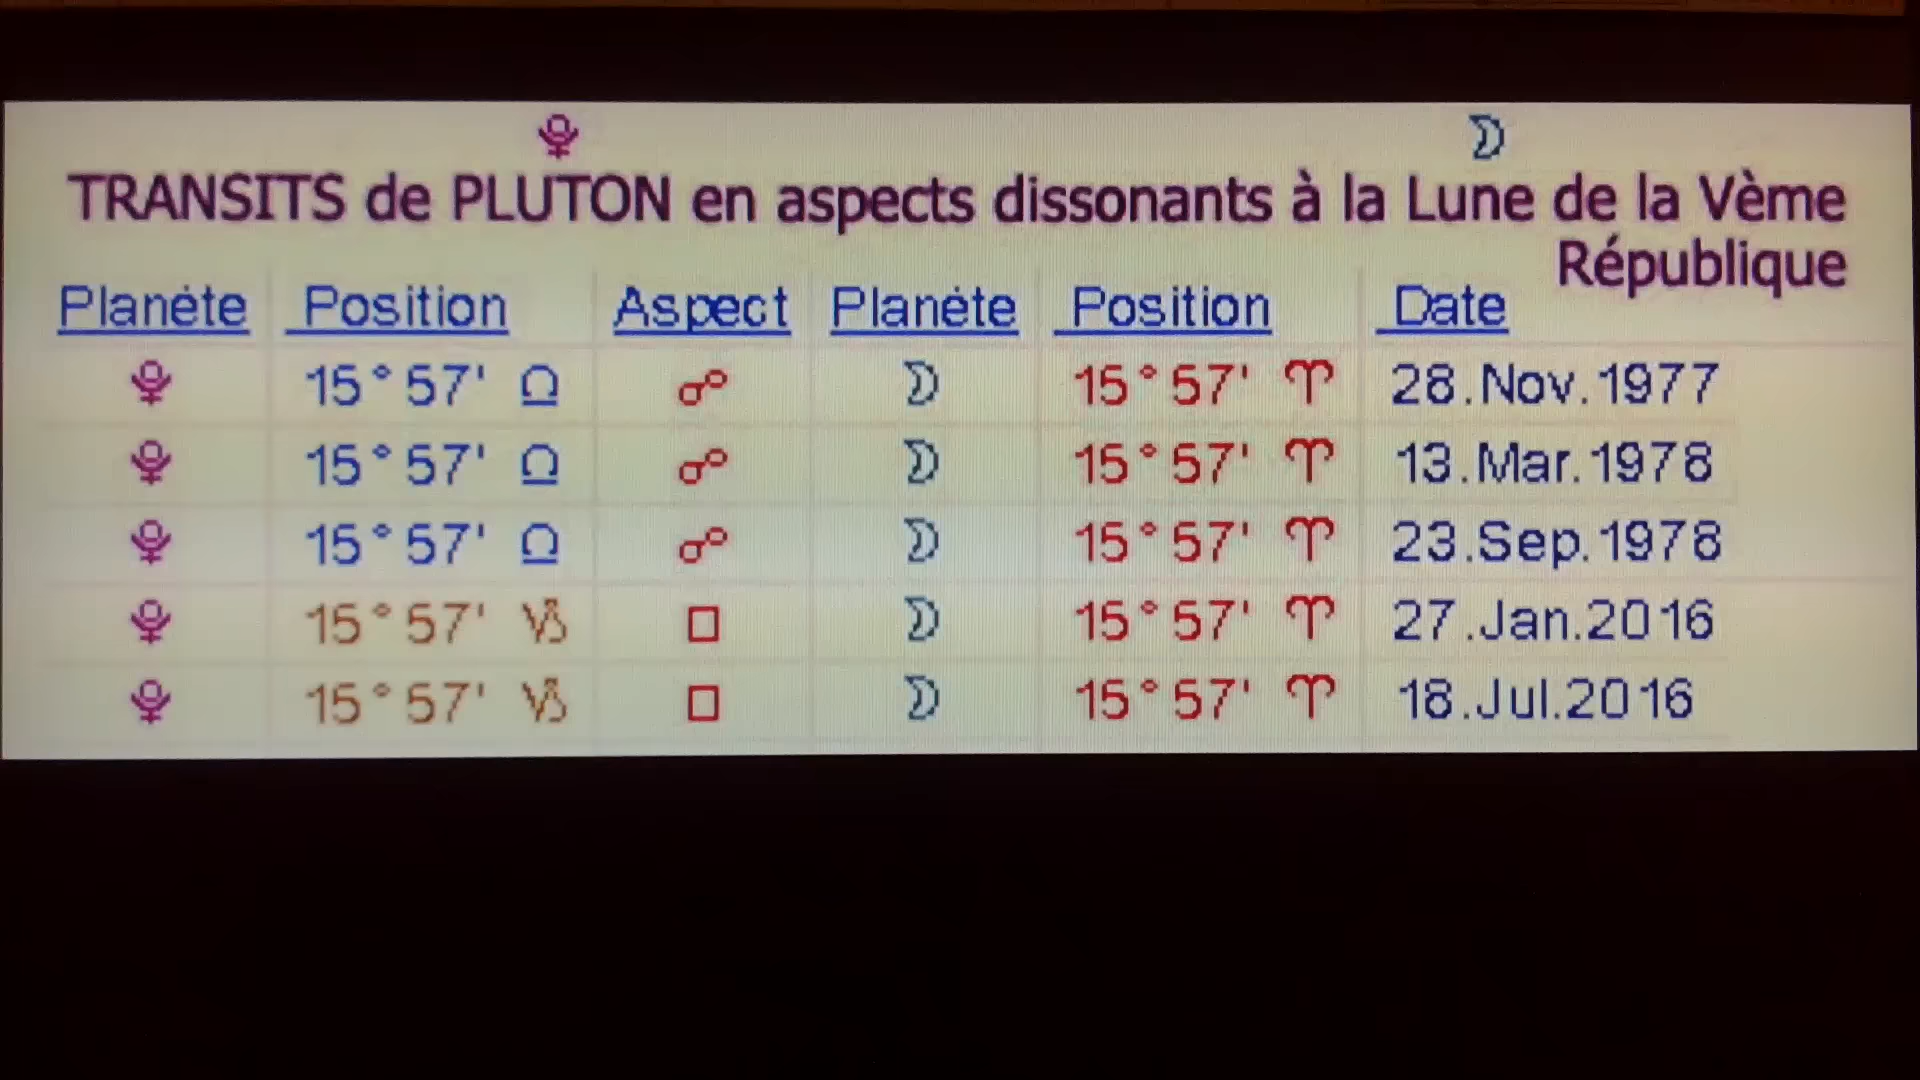 ♇ ☽
TRANSITS de PLUTON en aspects dissonants à la Lune de la Vème
République
Planète Position Aspect Planète Position Date
♇ 15°57' ♎ ☍ ☽ 15°57' ♈ 28.Nov.1977
♇ 15°57' ♎ ☍ ☽ 15°57' ♈ 13.Mar.1978
♇ 15°57' ♎ ☍ ☽ 15°57' ♈ 23.Sep.1978
♇ 15°57' ♑ □ ☽ 15°57' ♈ 27.Jan.2016
♇ 15°57' ♑ □ ☽ 15°57' ♈ 18.Jul.2016